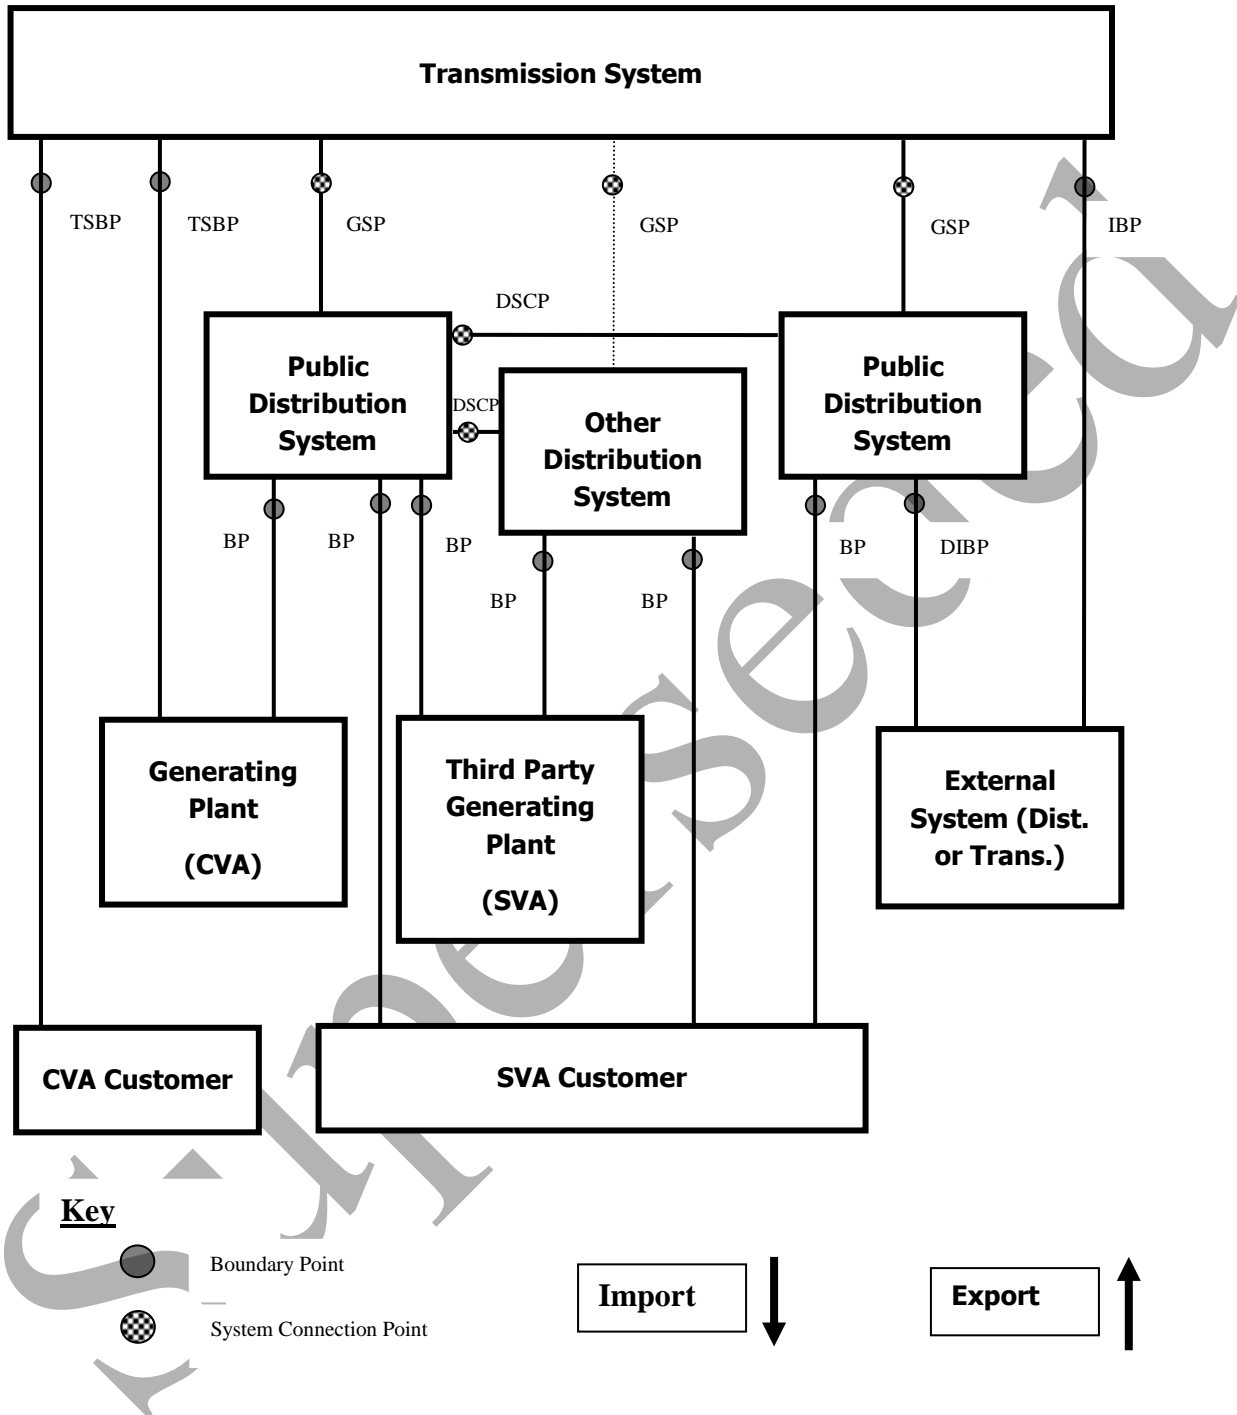 Transmission System
TSBP
TSBP
GSP
GSP
GSP
IBP
DSCP
Public
Distribution
System
DSCP
Other
Distribution
System
Public
Distribution
System
BP
BP
BP
BP
BP
BP
DIBP
Generating
Plant
(CVA)
Third Party
Generating
Plant
(SVA)
External
System (Dist.
or Trans.)
CVA Customer
SVA Customer
Key
Boundary Point
System Connection Point
Import
Export
Superseded